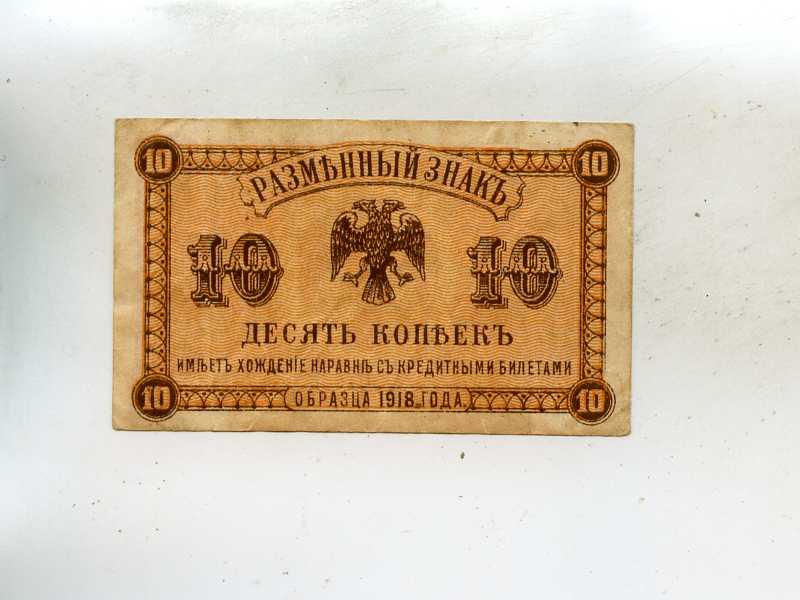 10 10
РАЗМѢННЫЙ ЗНАКЪ
10 10
ДЕСЯТЬ КОПѢЕКЪ
ИМѢЕТЪ ХОЖДЕНІЕ НАРАВНѢ СЪ КРЕДИТНЫМИ БИЛЕТАМИ
10 ОБРАЗЦА 1918 ГОДА 10